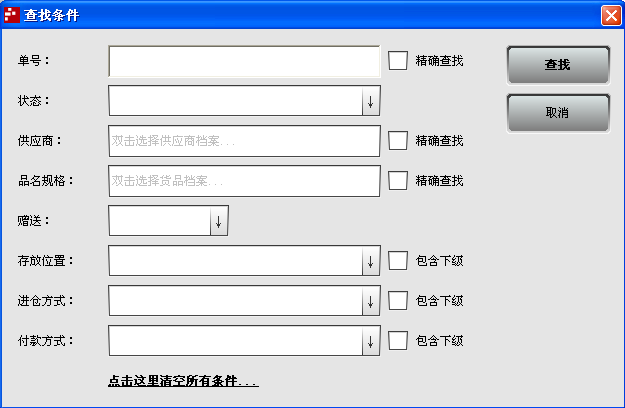 查找条件
单号：
精确查找
查找
状态：
取消
供应商：
双击选择供应商档案...
精确查找
品名规格：
双击选择货品档案...
精确查找
赠送：
存放位置：
包含下级
进仓方式：
包含下级
付款方式：
包含下级
点击这里清空所有条件...